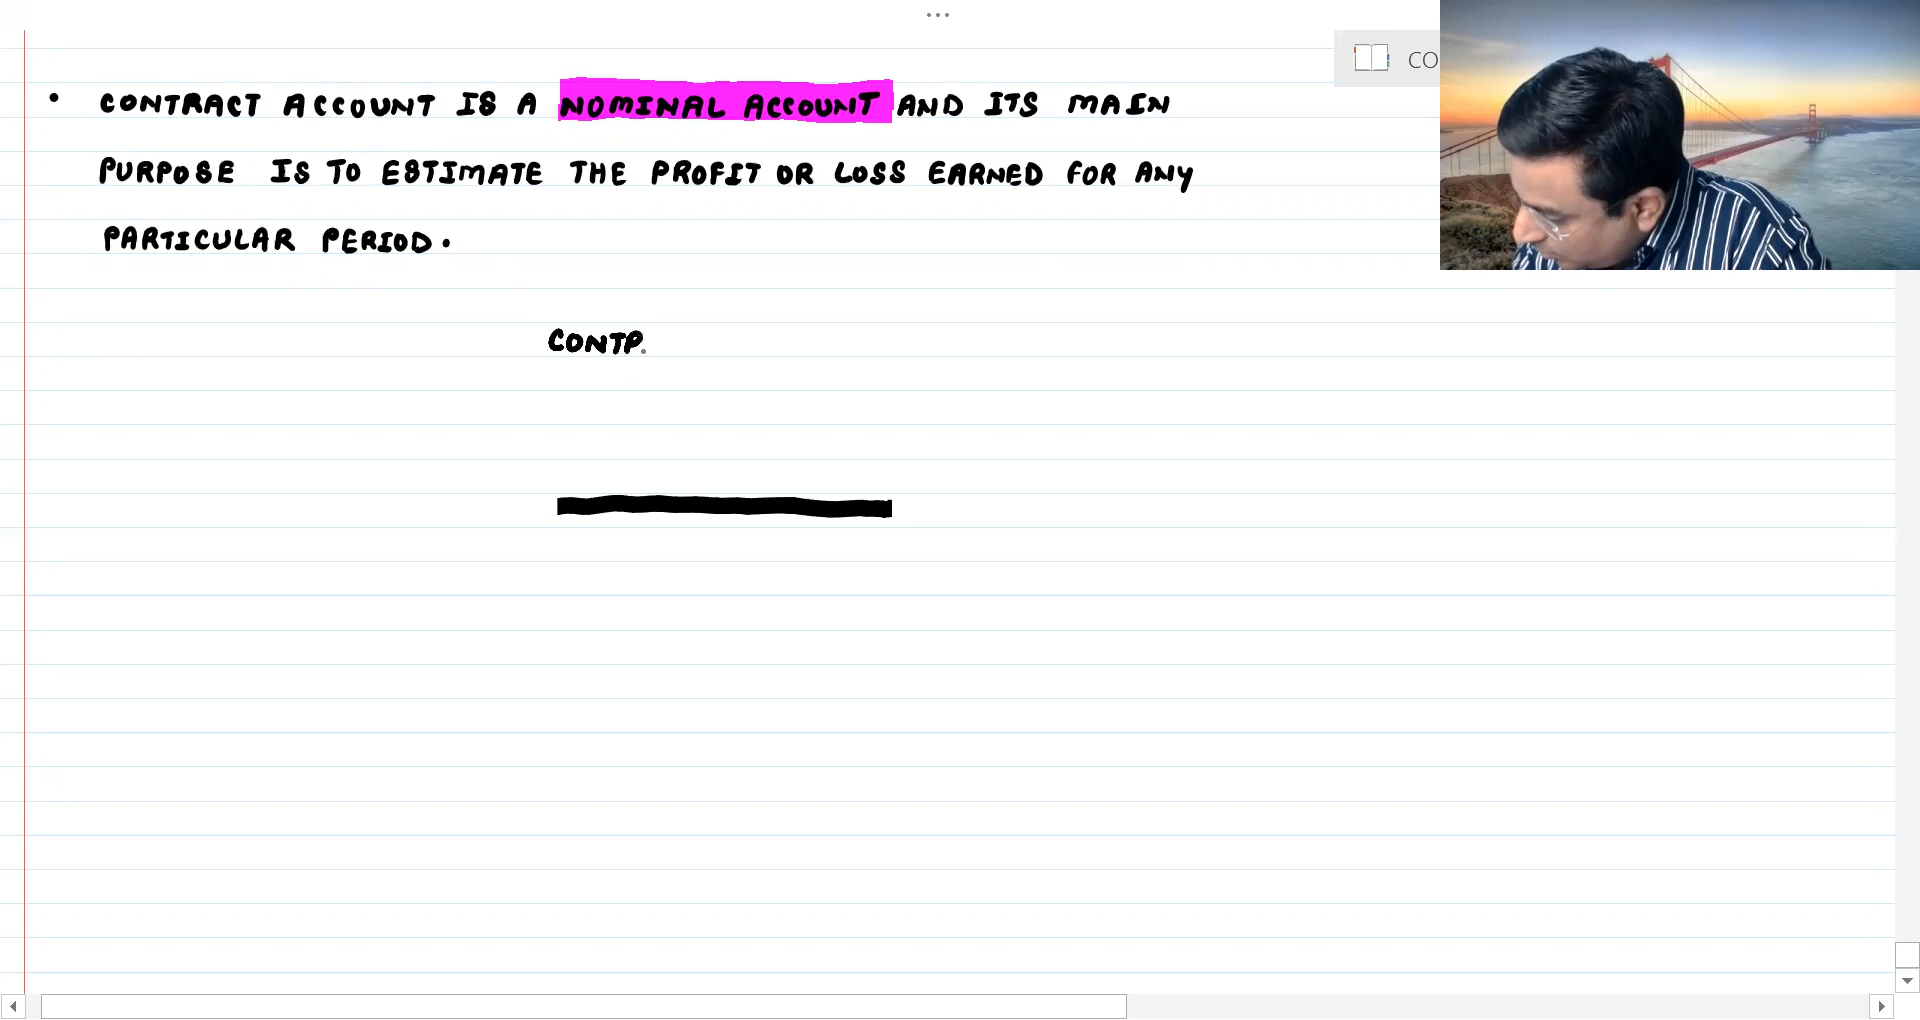 • CONTRACT ACCOUNT IS A NOMINAL ACCOUNT AND ITS MAIN
PURPOSE IS TO ESTIMATE THE PROFIT OR LOSS EARNED FOR ANY
PARTICULAR PERIOD.
CONTP
CO